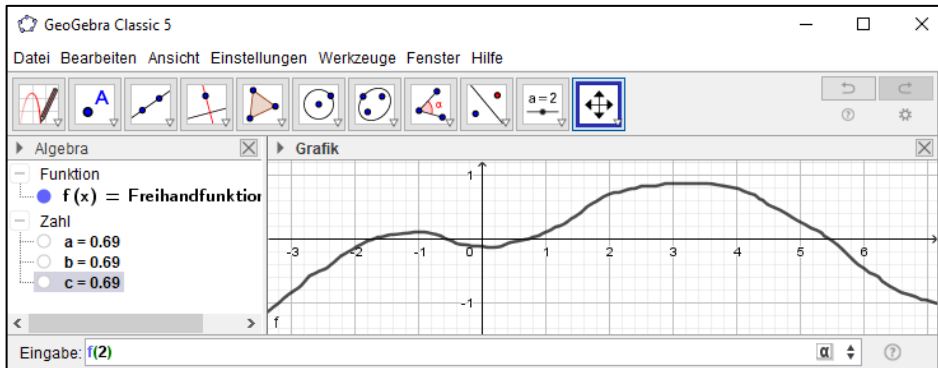 GeoGebra Classic 5
Datei Bearbeiten Ansicht Einstellungen Werkzeuge Fenster Hilfe
A α a=2
Algebra
Grafik
Funktion
f(x) = Freihandfunktion
Zahl
a = 0.69
b = 0.69
c = 0.69
1
-3 -2 -1 0 1 2 3 4 5 6
-1
f
Eingabe: f(2) α